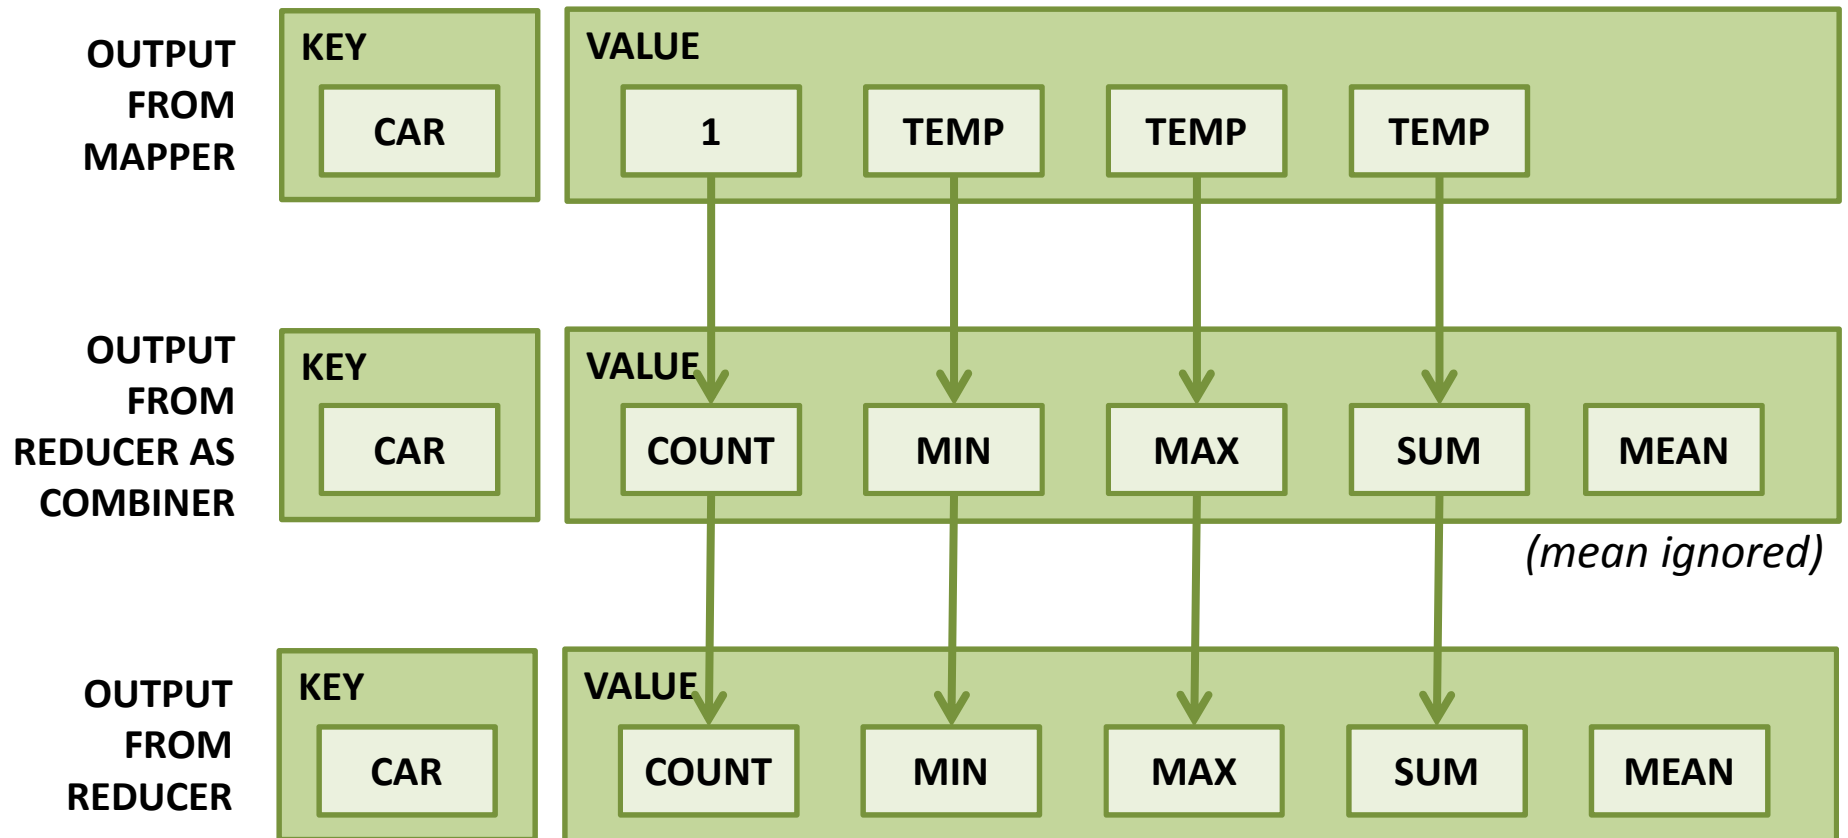 OUTPUT
FROM
MAPPER
KEY
CAR
VALUE
1
TEMP
TEMP
TEMP
OUTPUT
FROM
REDUCER AS
COMBINER
KEY
CAR
VALUE
COUNT
MIN
MAX
SUM
MEAN
(mean ignored)
OUTPUT
FROM
REDUCER
KEY
CAR
VALUE
COUNT
MIN
MAX
SUM
MEAN